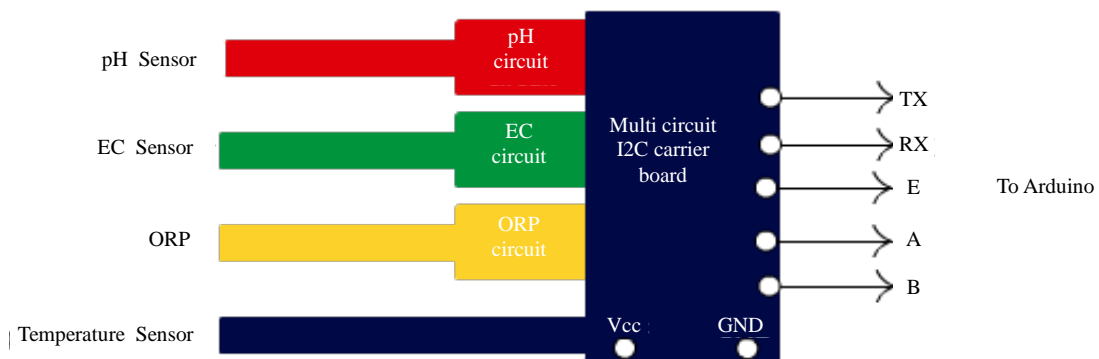 pH Sensor
pH
circuit
EC Sensor
EC
circuit
ORP
ORP
circuit
Temperature Sensor
Multi circuit
I2C carrier
board
Vcc
GND
TX
RX
E
A
B
To Arduino